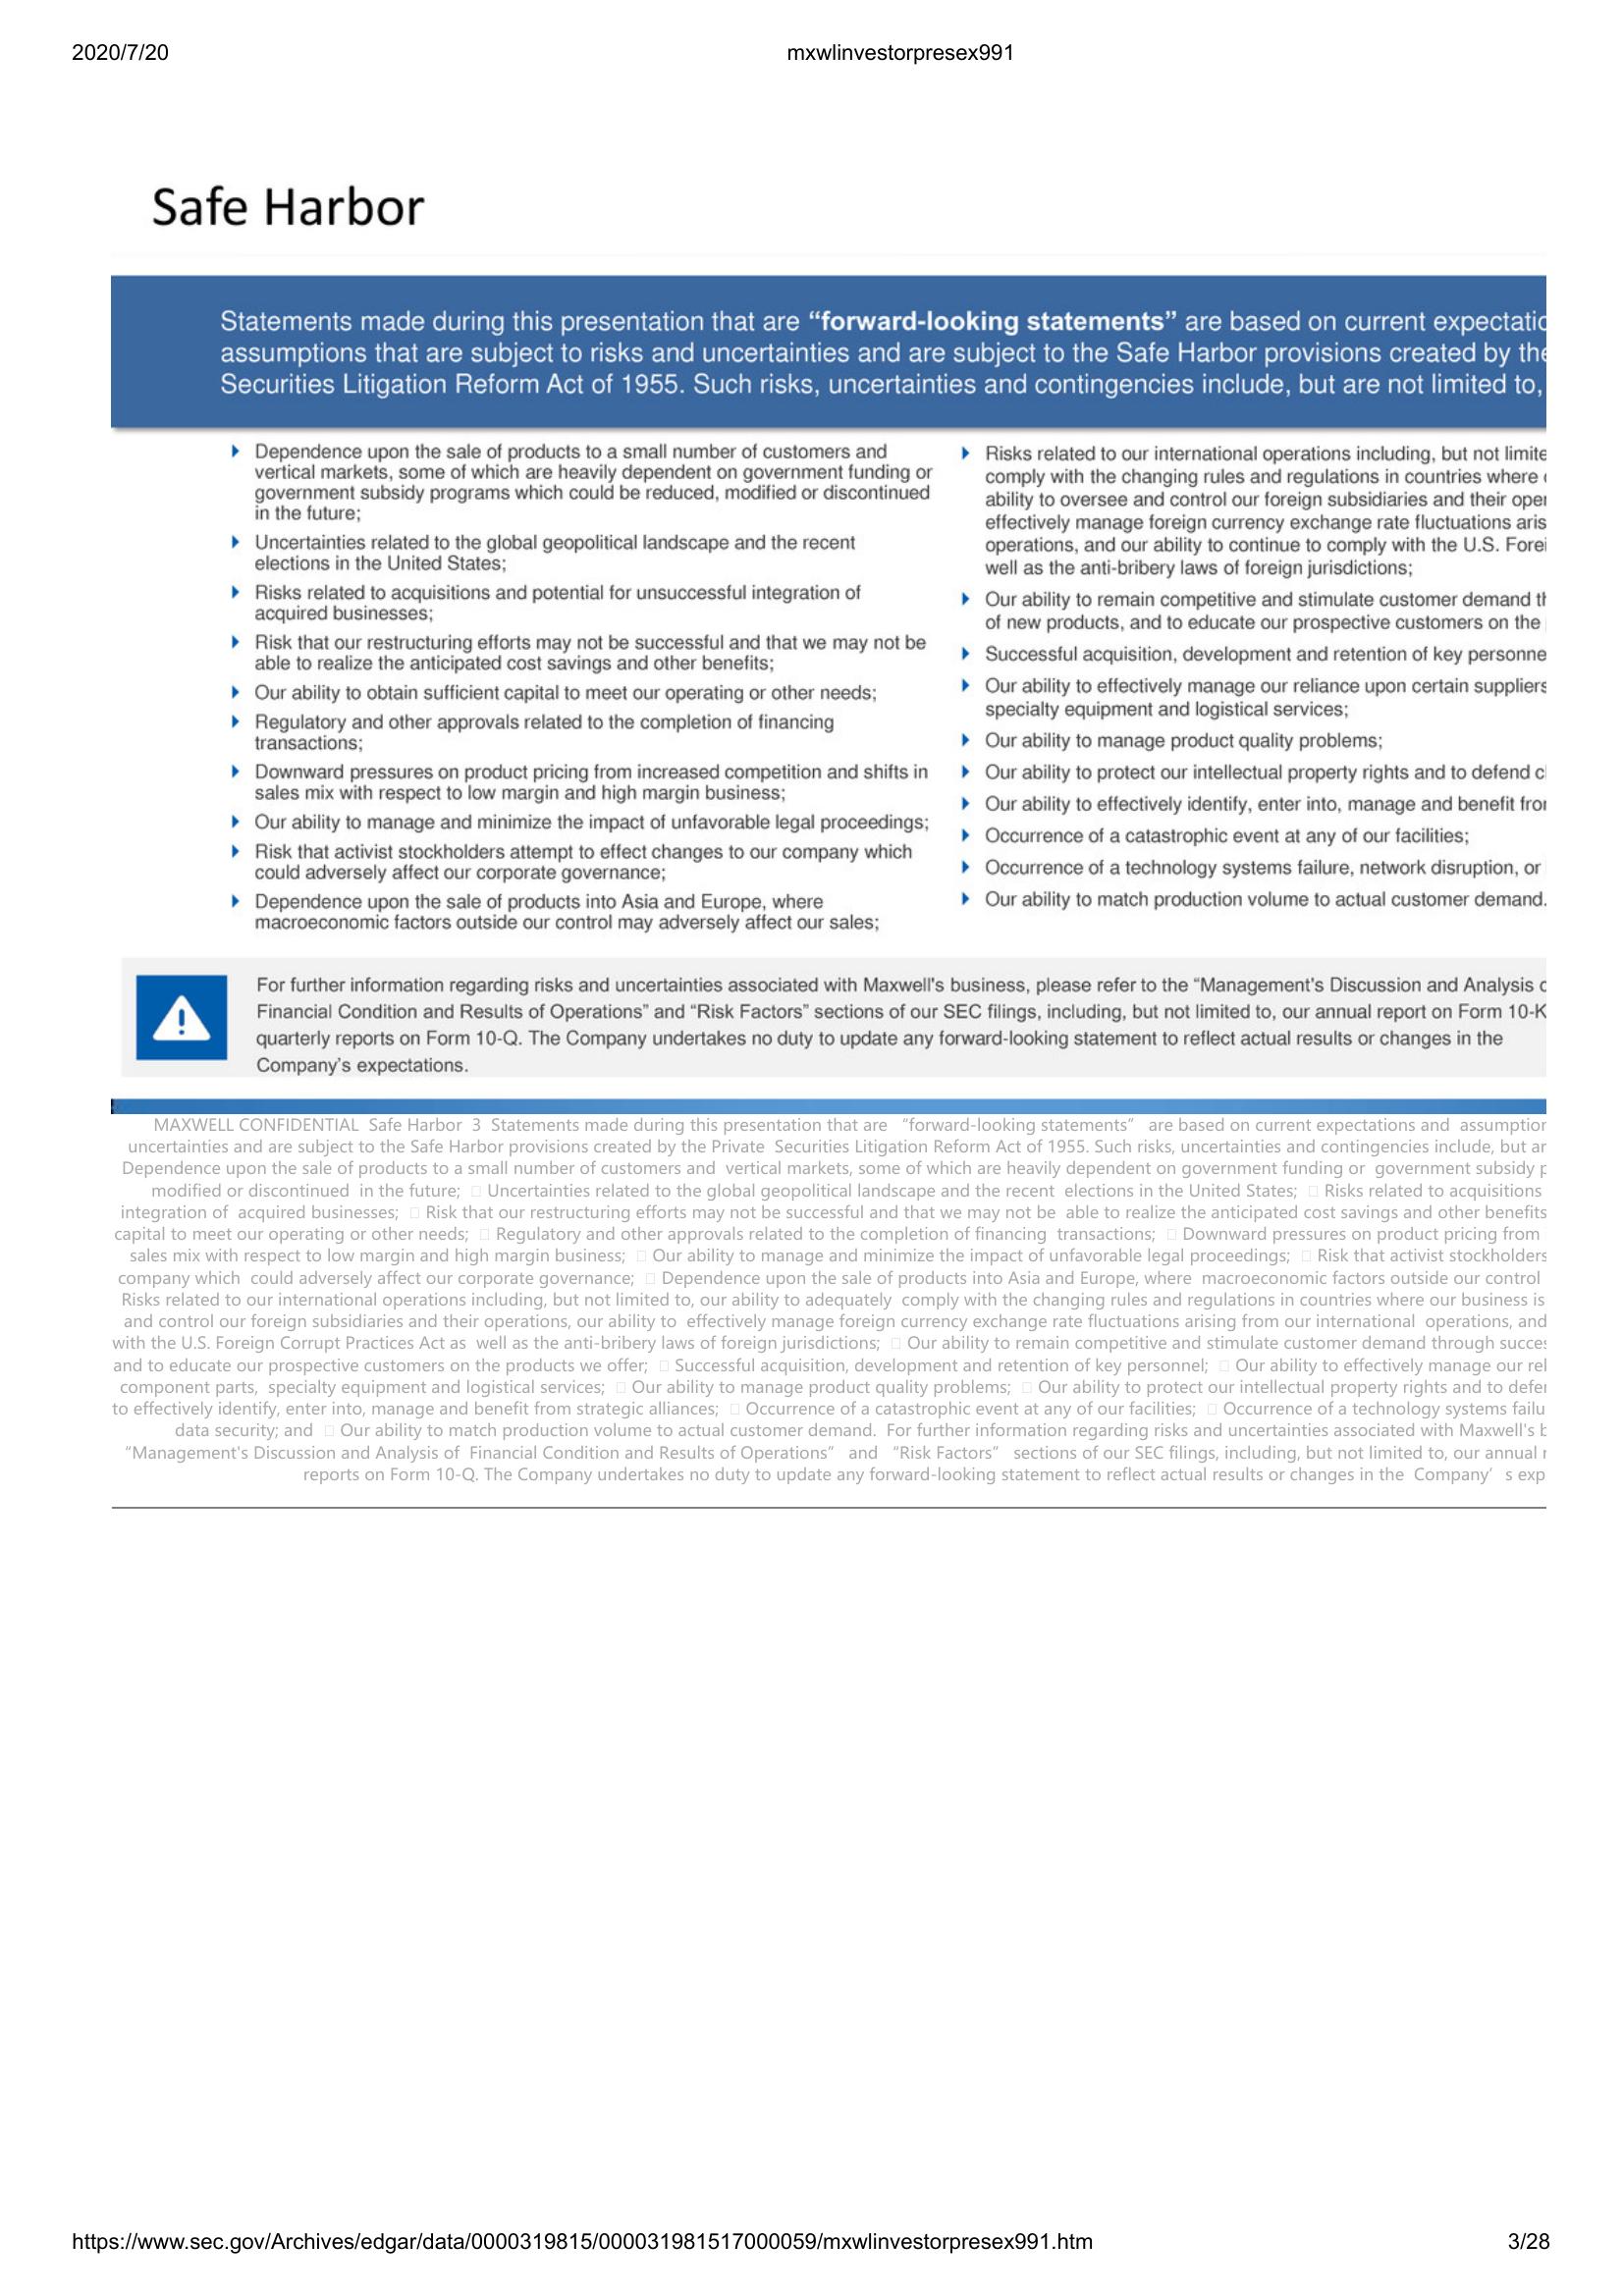 2020/7/20
mxwlinvestorpresex991
Safe Harbor
Statements made during this presentation that are “forward-looking statements” are based on current
assumptions that are subject to risks and uncertainties and are subject to the Safe Harbor provisions created by the
Securities Litigation Reform Act of 1955. Such risks, uncertainties and contingencies include, but are not limited to,
Dependence upon the sale of products to a small number of customers and
vertical markets, some of which are heavily dependent on government funding or
government subsidy programs which could be reduced, modified or discontinued
in the future;
Uncertainties related to the global geopolitical landscape and the recent
elections in the United States;
Risks related to acquisitions and potential for unsuccessful integration of
acquired businesses;
Risk that our restructuring efforts may not be successful and that we may not be
able to realize the anticipated cost savings and other benefits;
Our ability to obtain sufficient capital to meet our operating or other needs;
Regulatory and other approvals related to the completion of financing
transactions;
Downward pressures on product pricing from increased competition and shifts in
sales mix with respect to low margin and high margin business;
Our ability to manage and minimize the impact of unfavorable legal proceedings;
Risk that activist stockholders attempt to effect changes to our company which
could adversely affect our corporate governance;
Dependence upon the sale of products into Asia and Europe, where
macroeconomic factors outside our control may adversely affect our sales;
Risks related to our international operations including, but not
comply with the changing rules and regulations in countries where
ability to oversee and control our foreign subsidiaries and their
effectively manage foreign currency exchange rate fluctuations
operations, and our ability to continue to comply with the U.S.
well as the anti-bribery laws of foreign jurisdictions;
Our ability to remain competitive and stimulate customer demand
of new products, and to educate our prospective customers on the
Successful acquisition, development and retention of key
Our ability to effectively manage our reliance upon certain suppliers
specialty equipment and logistical services;
Our ability to manage product quality problems;
Our ability to protect our intellectual property rights and to defend
Our ability to effectively identify, enter into, manage and benefit
Occurrence of a catastrophic event at any of our facilities;
Occurrence of a technology systems failure, network disruption, or
Our ability to match production volume to actual customer demand.
For further information regarding risks and uncertainties associated with Maxwell's business, please refer to the “Management's Discussion and Analysis
Financial Condition and Results of Operations” and “Risk Factors” sections of our SEC filings, including, but not limited to, our annual report on Form 10-K
quarterly reports on Form 10-Q. The Company undertakes no duty to update any forward-looking statement to reflect actual results or changes in the
Company’s expectations.
MAXWELL CONFIDENTIAL Safe Harbor 3 Statements made during this presentation that are “forward-looking statements” are based on current expectations and
uncertainties and are subject to the Safe Harbor provisions created by the Private Securities Litigation Reform Act of 1955. Such risks, uncertainties and contingencies include, but
Dependence upon the sale of products to a small number of customers and vertical markets, some of which are heavily dependent on government funding or government subsidy
modified or discontinued in the future; Uncertainties related to the global geopolitical landscape and the recent elections in the United States; Risks related to acquisitions
integration of acquired businesses; Risk that our restructuring efforts may not be successful and that we may not be able to realize the anticipated cost savings and other benefits
capital to meet our operating or other needs; Regulatory and other approvals related to the completion of financing transactions; Downward pressures on product pricing from
sales mix with respect to low margin and high margin business; Our ability to manage and minimize the impact of unfavorable legal proceedings; Risk that activist stockholders
company which could adversely affect our corporate governance; Dependence upon the sale of products into Asia and Europe, where macroeconomic factors outside our control
Risks related to our international operations including, but not limited to, our ability to adequately comply with the changing rules and regulations in countries where our business is
and control our foreign subsidiaries and their operations, our ability to effectively manage foreign currency exchange rate fluctuations arising from our international operations, and
with the U.S. Foreign Corrupt Practices Act as well as the anti-bribery laws of foreign jurisdictions; Our ability to remain competitive and stimulate customer demand through
and to educate our prospective customers on the products we offer; Successful acquisition, development and retention of key personnel; Our ability to effectively manage our
component parts, specialty equipment and logistical services; Our ability to manage product quality problems; Our ability to protect our intellectual property rights and to
to effectively identify, enter into, manage and benefit from strategic alliances; Occurrence of a catastrophic event at any of our facilities; Occurrence of a technology systems
data security; and Our ability to match production volume to actual customer demand. For further information regarding risks and uncertainties associated with Maxwell's
“Management's Discussion and Analysis of Financial Condition and Results of Operations” and “Risk Factors” sections of our SEC filings, including, but not limited to, our annual
reports on Form 10-Q. The Company undertakes no duty to update any forward-looking statement to reflect actual results or changes in the Company’ s
https://www.sec.gov/Archives/edgar/data/0000319815/000031981517000059/mxwlinvestorpresex991.htm
3/28